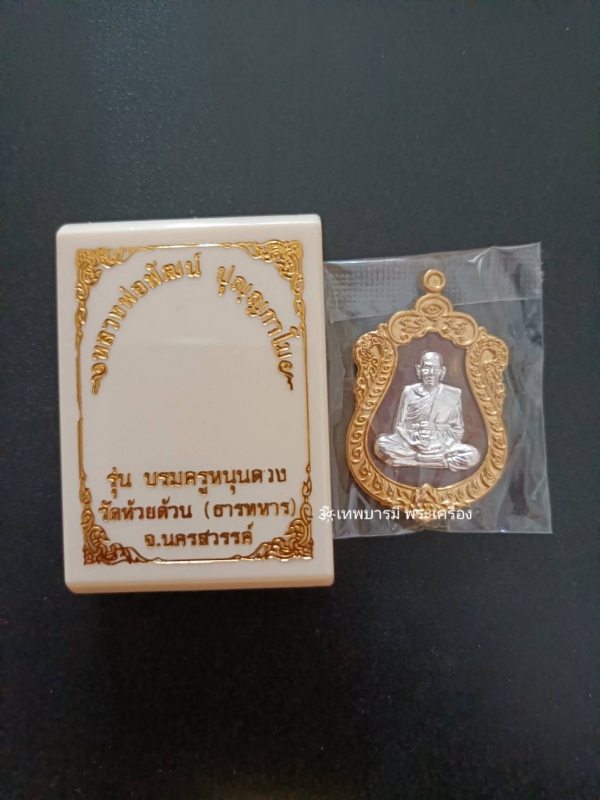 หลวงพ่อพัฒน์ ปุญฺญกาโม
รุ่น บรมครูหนุนดวง
วัดห้วยด้วน (ธารทหาร)
จ.นครสวรรค์
เทพบารมี พระเครื่อง